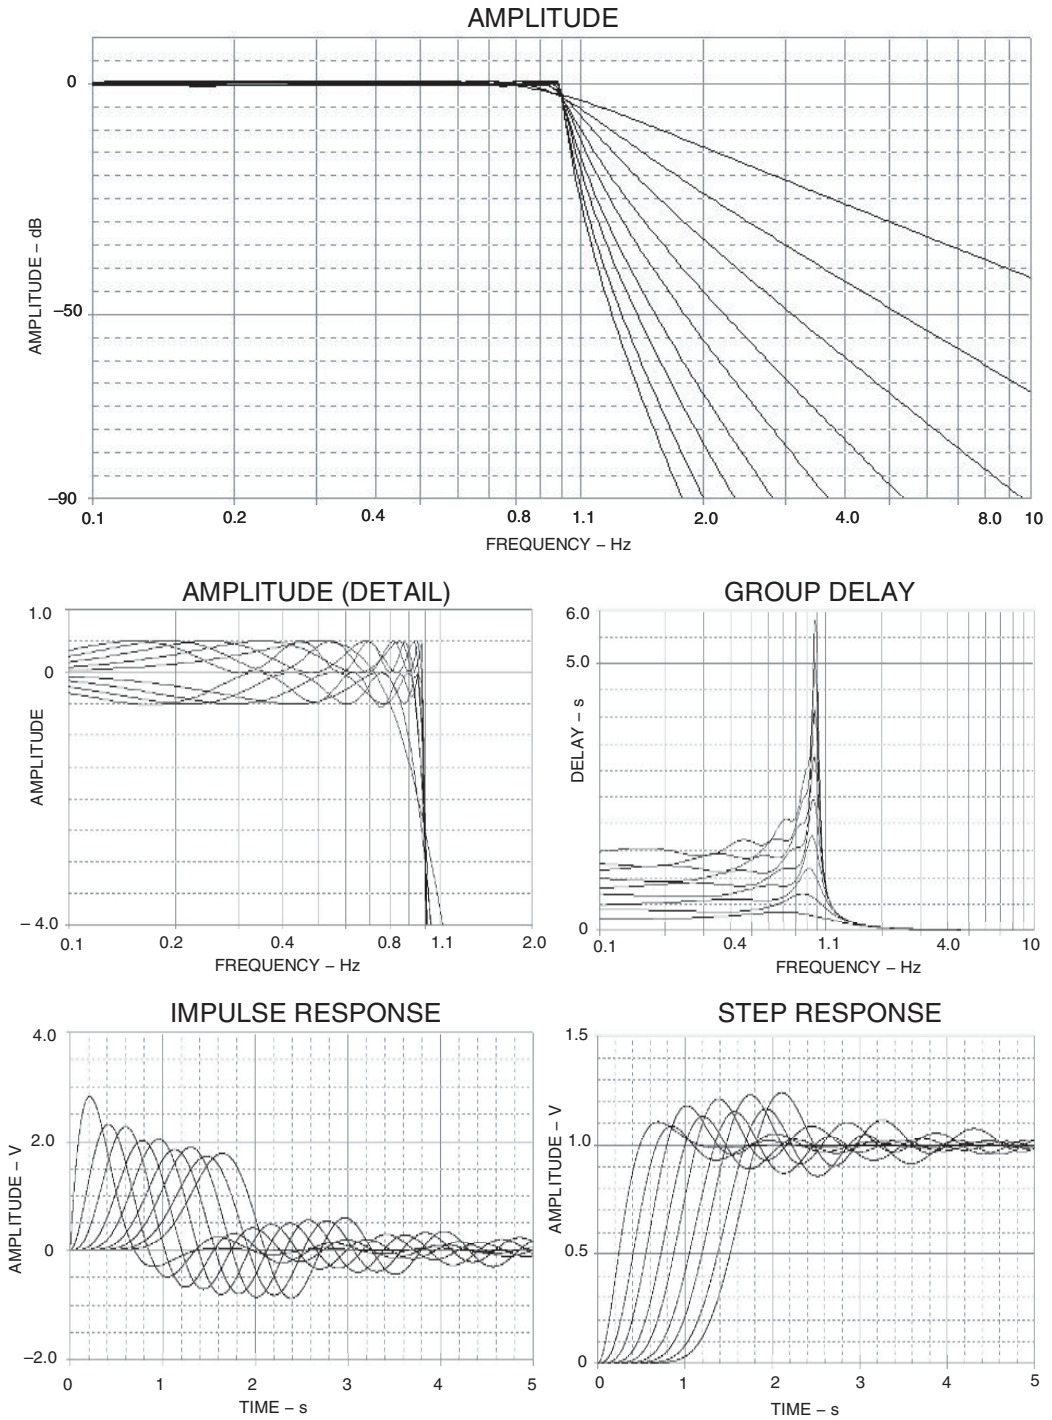 AMPLITUDE
0
–50
–90
AMPLITUDE – dB
0.1 0.2 0.4 0.8 1.1 2.0 4.0 8.0 10
FREQUENCY – Hz
AMPLITUDE (DETAIL)
1.0
0
– 4.0
AMPLITUDE
0.1 0.2 0.4 0.8 1.1 2.0
FREQUENCY – Hz
GROUP DELAY
6.0
5.0
0
DELAY – s
0.1 0.4 1.1 4.0 10
FREQUENCY – Hz
IMPULSE RESPONSE
4.0
2.0
0
–2.0
AMPLITUDE – V
0 1 2 3 4 5
TIME – s
STEP RESPONSE
1.5
1.0
0.5
0
AMPLITUDE – V
0 1 2 3 4 5
TIME – s